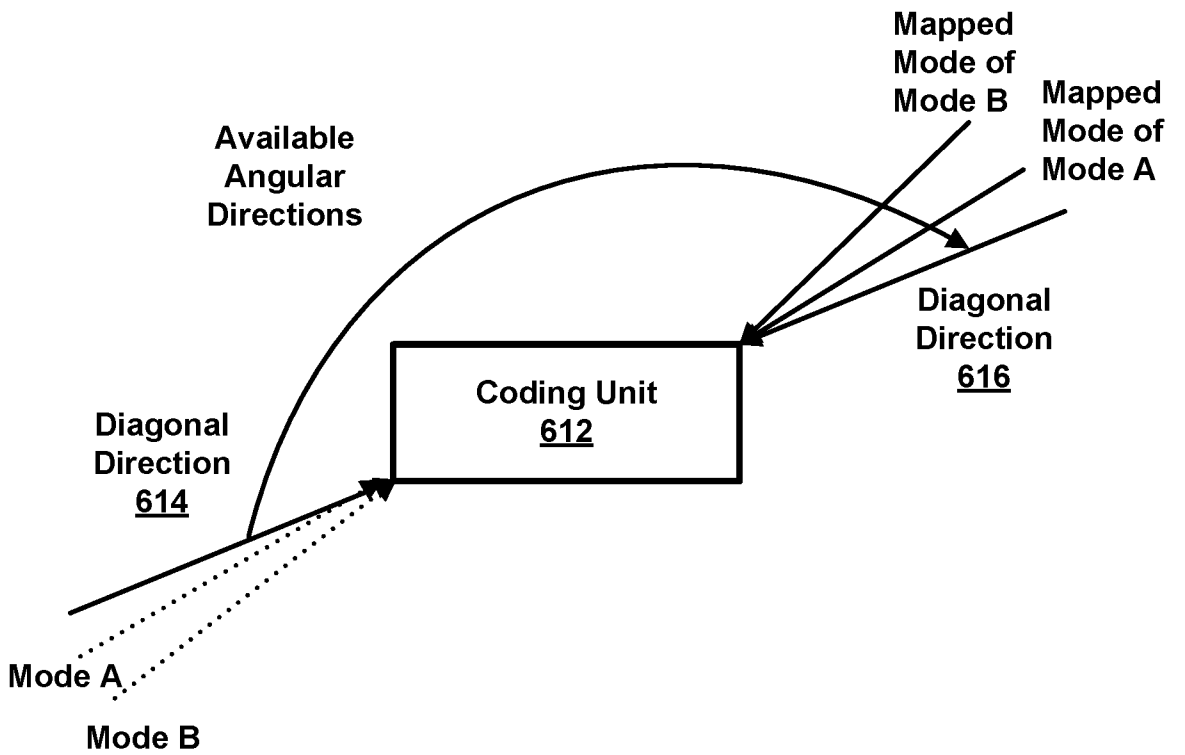 Mapped
Mode of
Mode B
Mapped
Mode of
Mode A
Available
Angular
Directions
Diagonal
Direction
616
Coding Unit
612
Diagonal
Direction
614
Mode A
Mode B